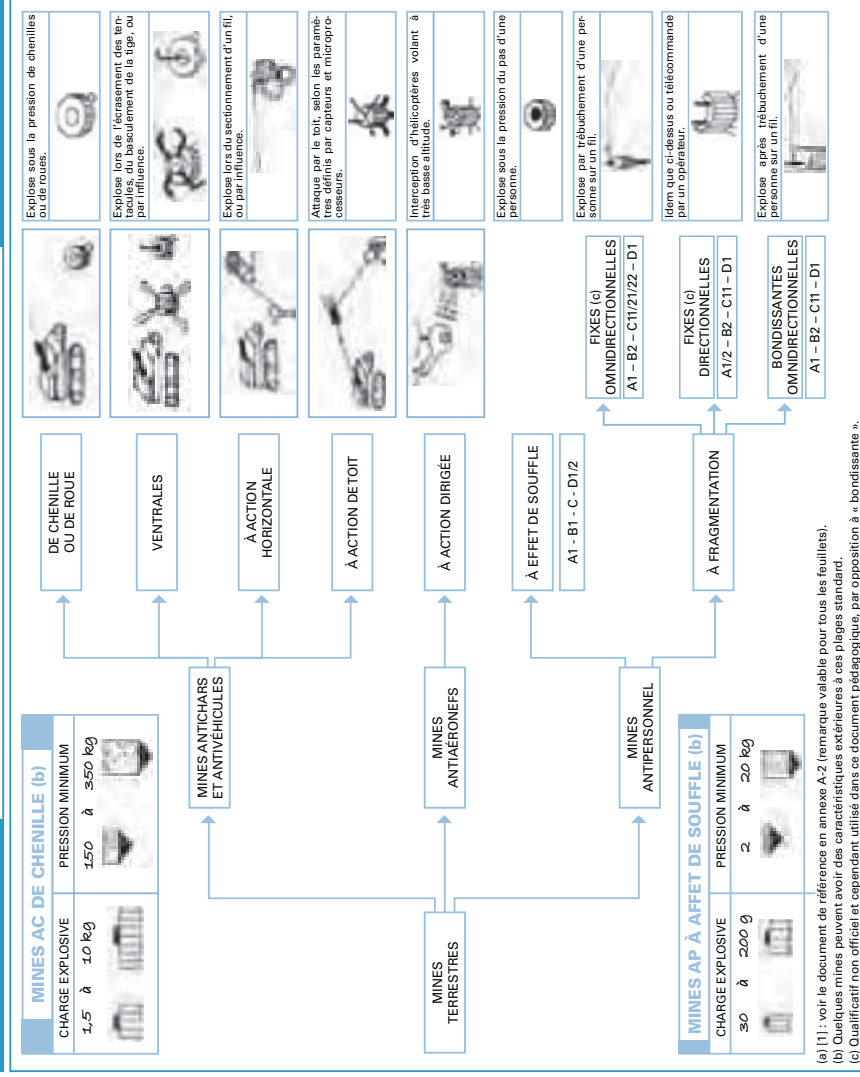 MINES AC DE CHENILLE (b)
CHARGE EXPLOSIVE
PRESSION MINIMUM
1,5 à 10 kg
150 à 350 kg
MINES
TERRESTRES
MINES AP À AFFET DE SOUFFLE (b)
CHARGE EXPLOSIVE
PRESSION MINIMUM
30 à 200 g
2 à 20 kg
MINES ANTICHARS
ET ANTIVÉHICULES
MINES
ANTIAÉRONEFS
MINES
ANTIPERSONNEL
DE CHENILLE
OU DE ROUE
VENTRALES
À ACTION
HORIZONTALE
À ACTION DETOIT
À ACTION DIRIGÉE
À EFFET DE SOUFFLE
A1 - B1 - C - D1/2
À FRAGMENTATION
FIXES (c)
OMNIDIRECTIONNELLES
A1 – B2 – C11/21/22 – D1
FIXES (c)
DIRECTIONNELLES
A1/2 – B2 – C11 – D1
BONDISSANTES
OMNIDIRECTIONNELLES
A1 – B2 – C11 – D1
Explose sous la pression de chenilles
ou de roues.
Explose lors de l'écrasement des ten-
tacules, du basculement de la tige, ou
par influence.
Explose lors du sectionnement d'un fil,
ou par influence.
Attaque par le toit, selon les paramè-
tres définis par capteurs et micropro-
cesseurs.
Interception d'hélicoptères volant à
très basse altitude.
Explose sous la pression du pas d'une
personne.
Explose par trébuchement d'une per-
sonne sur un fil.
Idem que ci-dessus ou télécommande
par un opérateur.
Explose après trébuchement d'une
personne sur un fil.
(a) [1] : voir le document de référence en annexe A-2 (remarque valable pour tous les feuillets).
(b) Quelques mines peuvent avoir des caractéristiques extérieures à ces plages standard.
(c) Qualificatif non officiel et cependant utilisé dans ce document pédagogique, par opposition à « bondissante ».